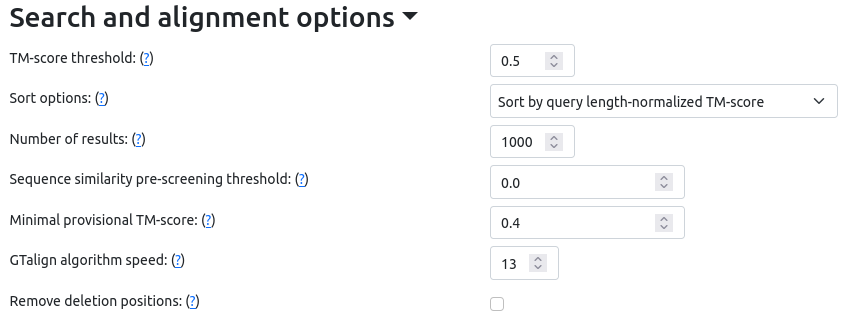 Search and alignment options
TM-score threshold: (?) 0.5
Sort options: (?) Sort by query length-normalized TM-score
Number of results: (?) 1000
Sequence similarity pre-screening threshold: (?) 0.0
Minimal provisional TM-score: (?) 0.4
GTalign algorithm speed: (?) 13
Remove deletion positions: (?)